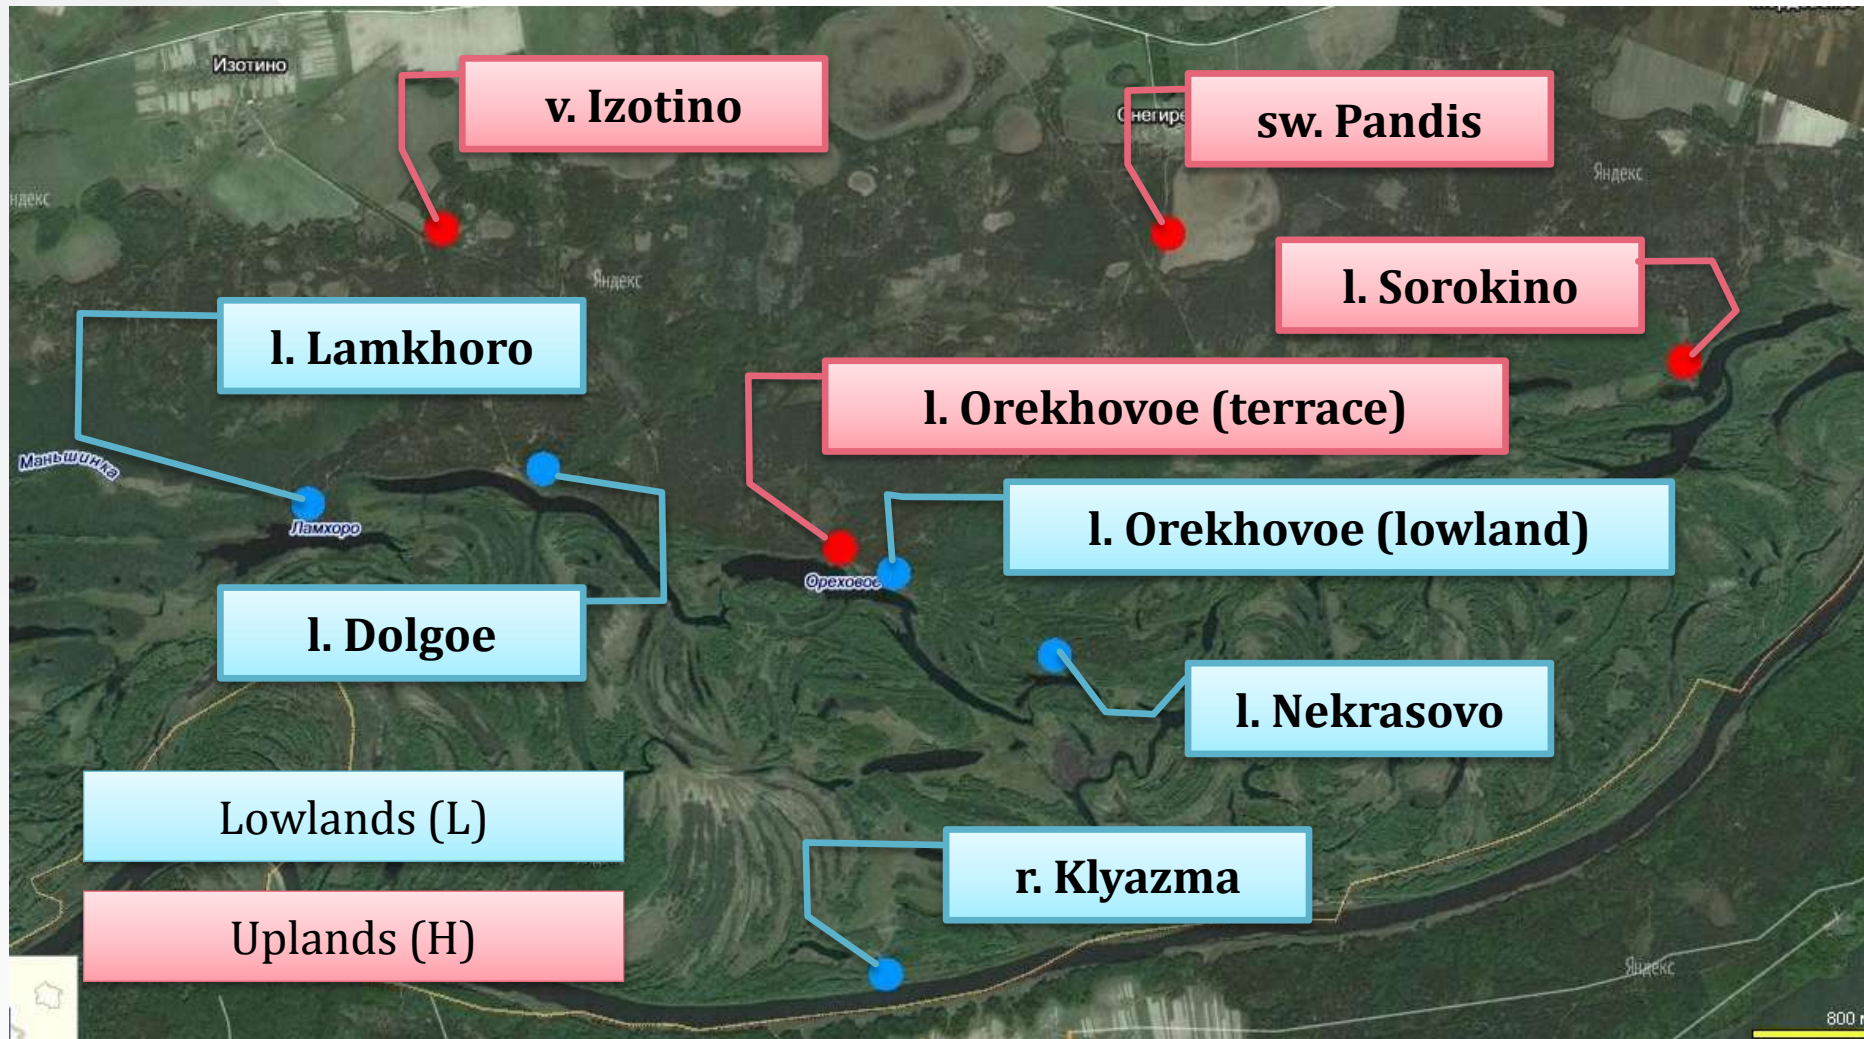 Изотино
v. Izotino
sw. Pandis
Яндекс
l. Sorokino
Яндекс
l. Lamkhoro
l. Orekhovoe (terrace)
Маньшинка
Ламхоро
l. Orekhovoe (lowland)
Ореховое
l. Dolgoe
l. Nekrasovo
Lowlands (L)
r. Klyazma
Uplands (H)
Яндекс
800